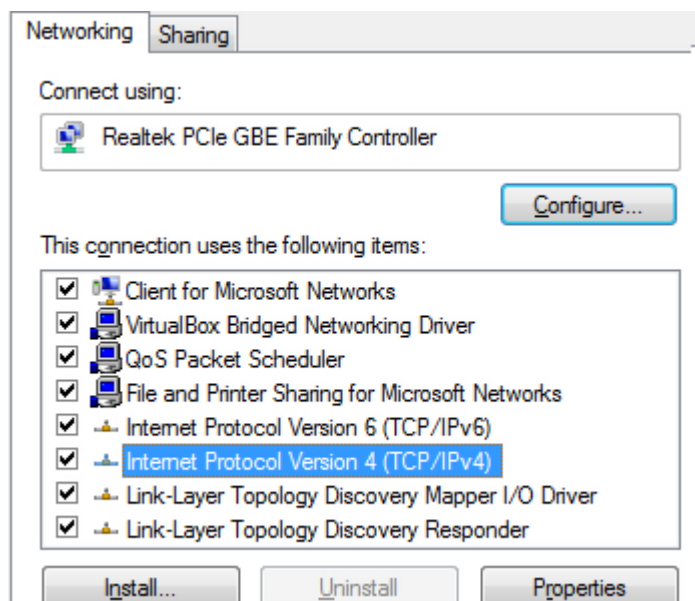 Networking Sharing
Connect using:
Realtek PCIe GBE Family Controller
Configure...
This connection uses the following items:
Client for Microsoft Networks
VirtualBox Bridged Networking Driver
QoS Packet Scheduler
File and Printer Sharing for Microsoft Networks
Internet Protocol Version 6 (TCP/IPv6)
Internet Protocol Version 4 (TCP/IPv4)
Link-Layer Topology Discovery Mapper I/O Driver
Link-Layer Topology Discovery Responder
Install... Uninstall Properties